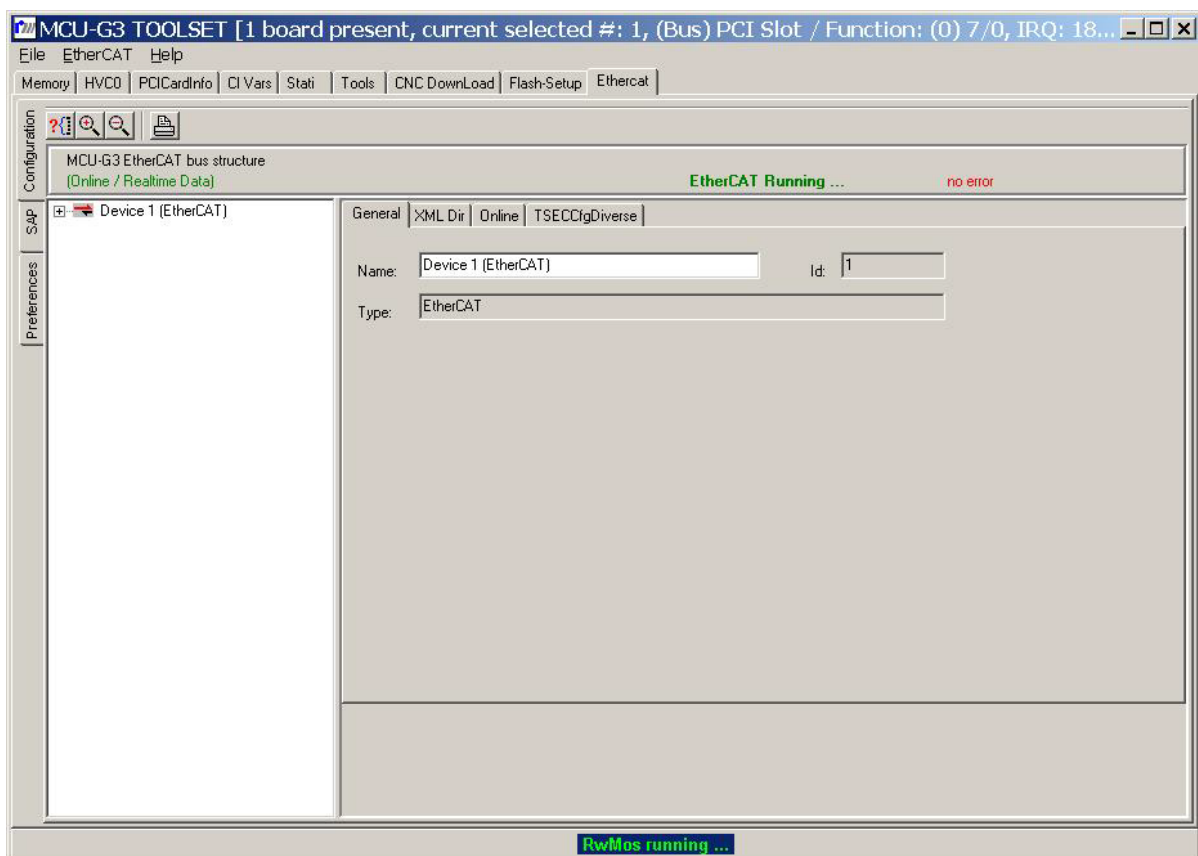 MCU-G3 TOOLSET [1 board present, current selected #: 1, (Bus) PCI Slot / Function: (0) 7/0, IRQ: 18...
File EtherCAT Help
Memory HVC0 PCICardInfo CI Vars Stati Tools CNC DownLoad Flash-Setup Ethercat
Configuration
SAP
Preferences
?{
MCU-G3 EtherCAT bus structure
(Online / Realtime Data) EtherCAT Running ... no error
Device 1 (EtherCAT)
General XML Dir Online TSECCfgDiverse
Name: Device 1 (EtherCAT) Id: 1
Type: EtherCAT
RwMos running ...